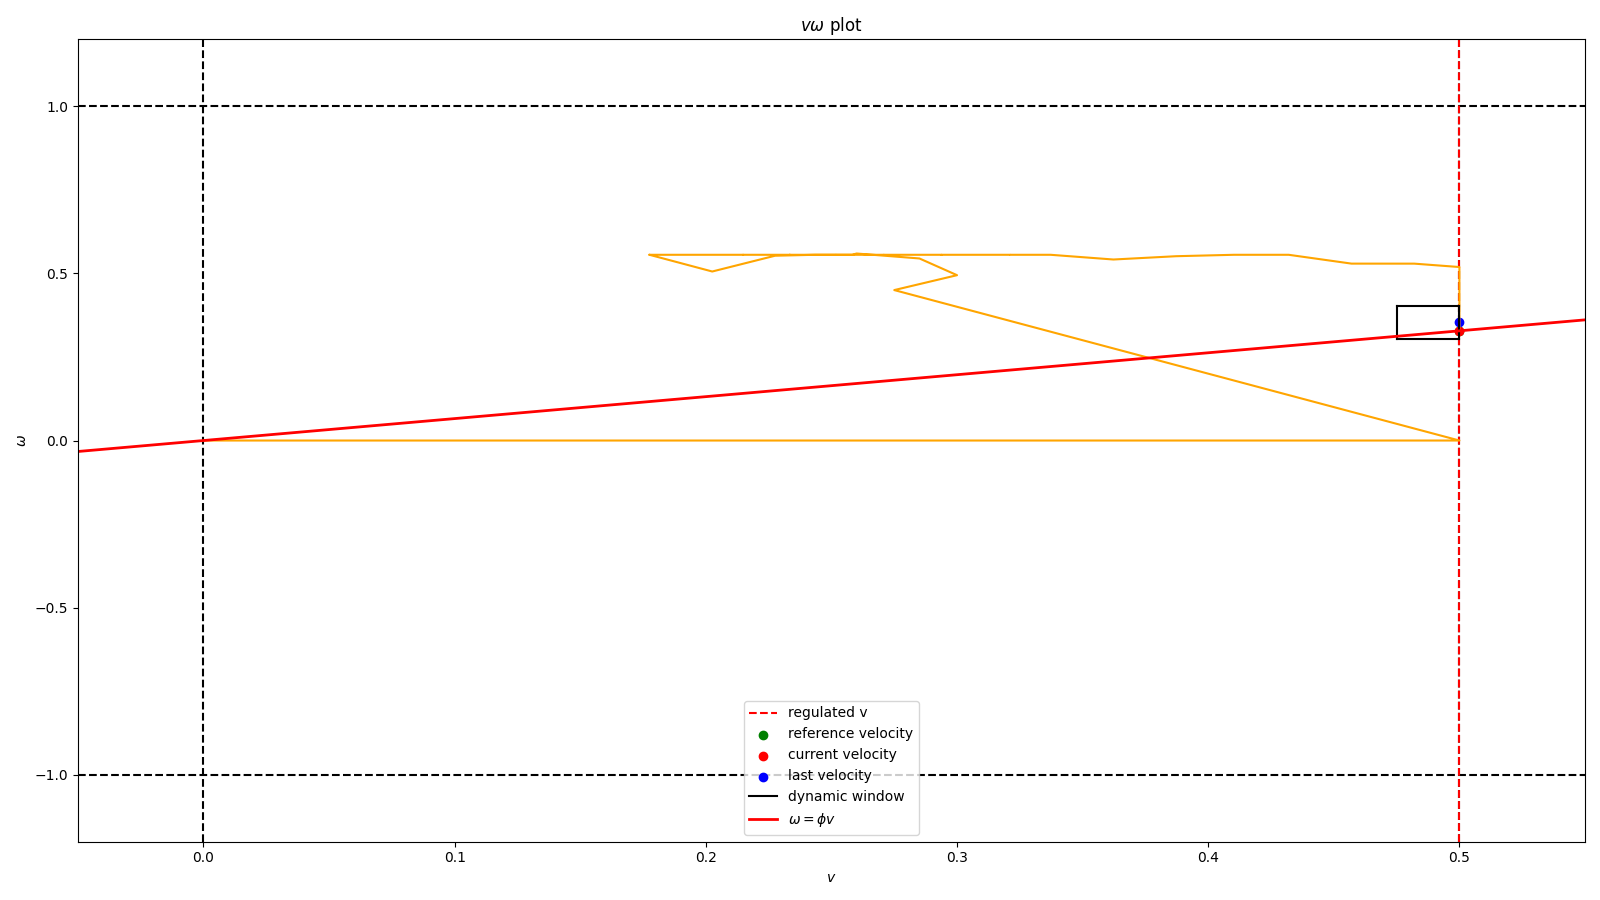 vω plot
1.0
0.5
0.0
−0.5
−1.0
ω
0.0 0.1 0.2 0.3 0.4 0.5
v
regulated v
reference velocity
current velocity
last velocity
dynamic window
ω = ϕv